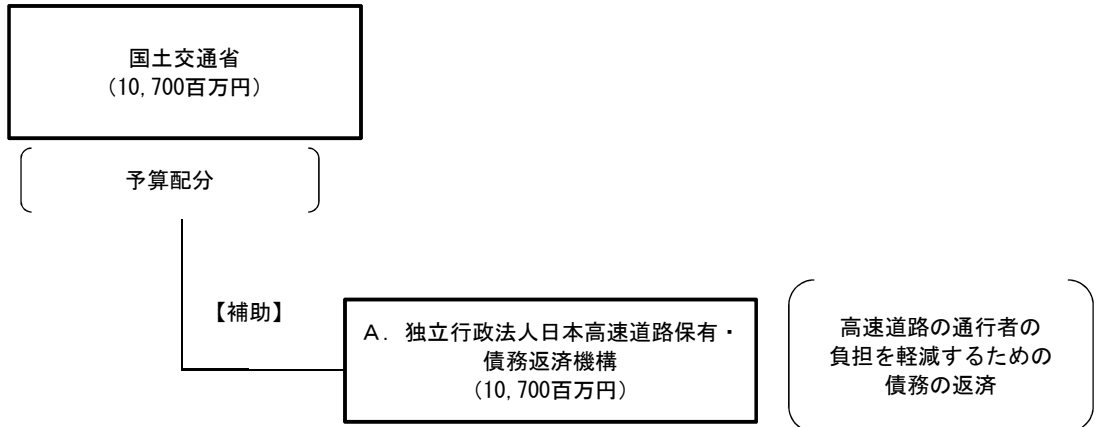 国土交通省
(10,700百万円)
予算配分
【補助】
A.独立行政法人日本高速道路保有・
債務返済機構
(10,700百万円)
高速道路の通行者の
負担を軽減するための
債務の返済